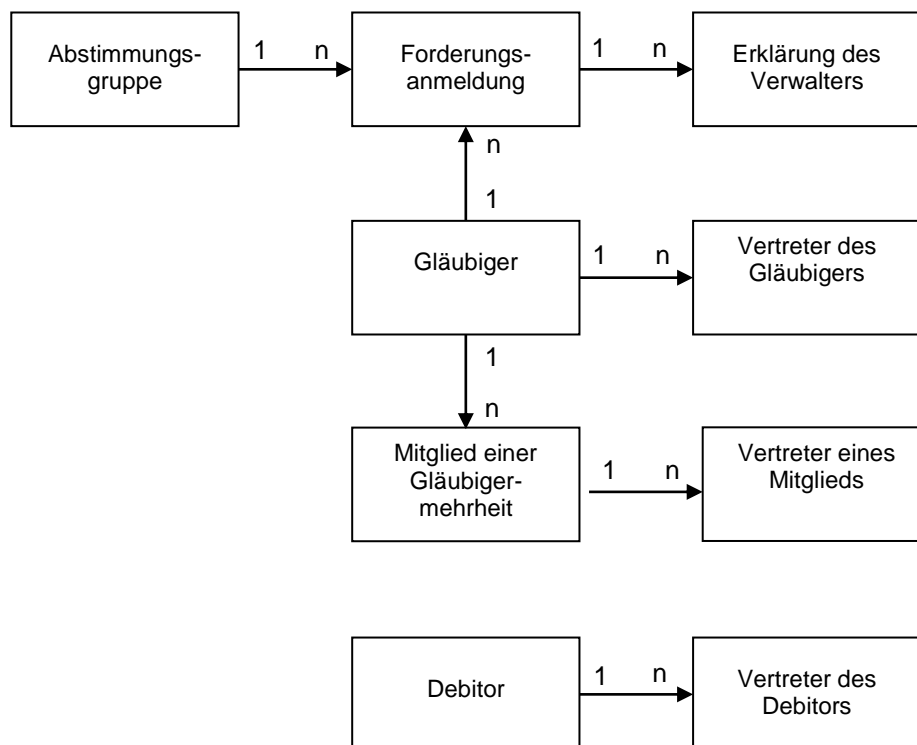 Abstimmungs-
gruppe
1 n
Forderungs-
anmeldung
1 n
Erklärung des
Verwalters
n
1
Gläubiger
1 n
Vertreter des
Gläubigers
1
n
Mitglied einer
Gläubiger-
mehrheit
1 n
Vertreter eines
Mitglieds
Debitor
1 n
Vertreter des
Debitors